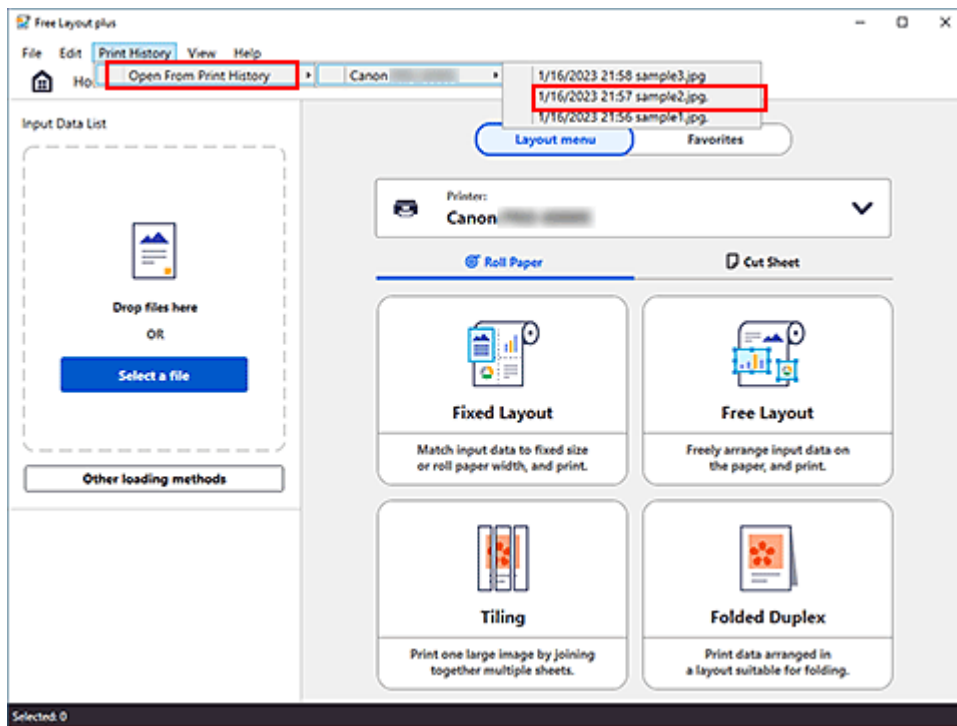 Free Layout plus
File Edit Print History View Help
Open From Print History
Canon
1/16/2023 21:58 sample3.jpg
1/16/2023 21:57 sample2.jpg.
1/16/2023 21:56 sample1.jpg.
Ho
Input Data List
Layout menu
Favorites
Printer:
Canon
Roll Paper
Cut Sheet
Drop files here
OR
Select a file
Other loading methods
Fixed Layout
Match input data to fixed size
or roll paper width, and print.
Free Layout
Freely arrange input data on
the paper, and print.
Tiling
Print one large image by joining
together multiple sheets.
Folded Duplex
Print data arranged in
a layout suitable for folding.
Selected: 0